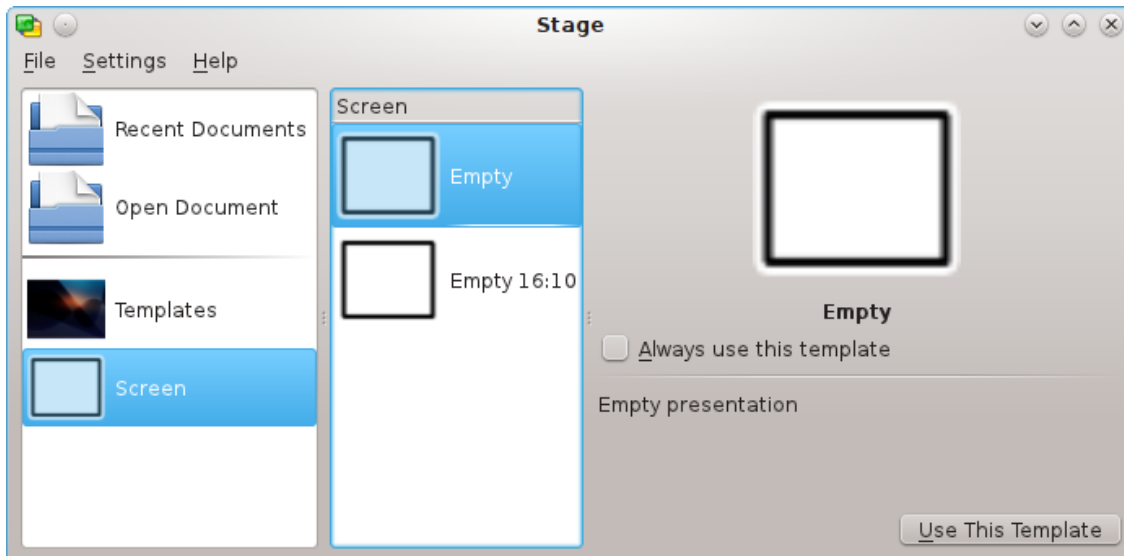 Stage
File Settings Help
Recent Documents
Open Document
Templates
Screen
Screen
Empty
Empty 16:10
Empty
Always use this template
Empty presentation
Use This Template